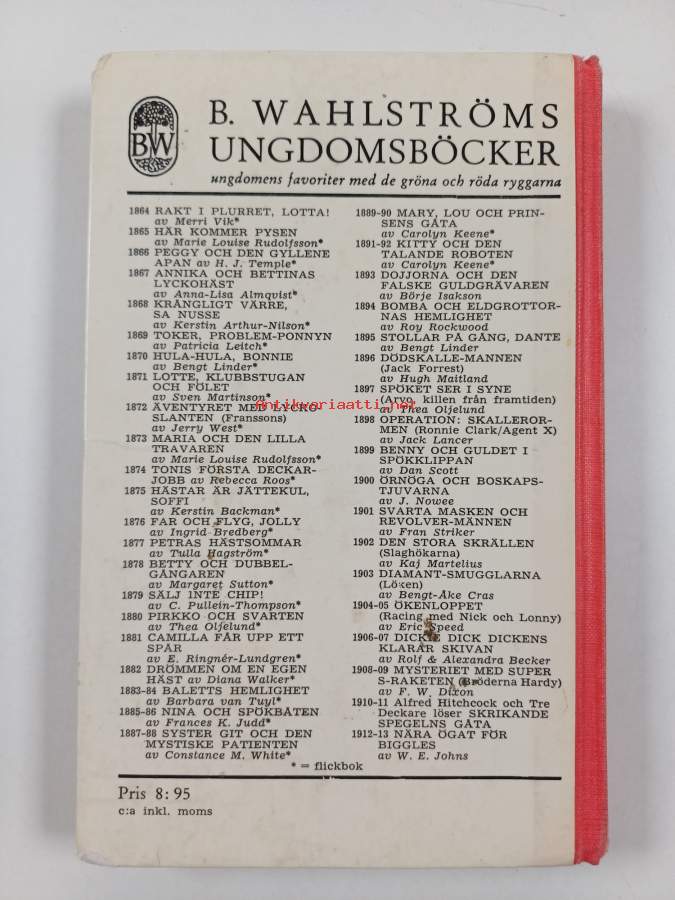 BW
B. WAHLSTRÖMS
UNGDOMSBÖCKER
ungdomens favoriter med de gröna och röda ryggarna
1864 RAKT I PLURRET, LOTTA!
av Merri Vik*
1865 HÄR KOMMER PYSEN
av Marie Louise Rudolfsson*
1866 PEGGY OCH DEN GYLLENE
APAN av H. J. Temple*
1867 ANNIKA OCH BETTINAS
LYCKOHÄST
av Anna-Lisa Almqvist*
1868 KRÅNGLIGT VÄRRE,
SA NUSSE
av Kerstin Arthur-Nilson*
1869 TOKER, PROBLEM-PONNYN
av Patricia Leitch*
1870 HULA-HULA, BONNIE
av Bengt Linder*
1871 LOTTE, KLUBBSTUGAN
OCH FÖLET
av Sven Martinson*
1872 ÄVENTYRET MED LYCKO-
SLANTEN (Franssons)
av Jerry West*
1873 MARIA OCH DEN LILLA
TRAVAREN
av Marie Louise Rudolfsson*
1874 TONIS FÖRSTA DECKAR-
JOBB av Rebecca Roos*
1875 HÄSTAR ÄR JÄTTEKUL,
SOFFI
av Kerstin Backman*
1876 FAR OCH FLYG, JOLLY
av Ingrid Bredberg*
1877 PETRAS HÄSTSOMMAR
av Tulla Hagström*
1878 BETTY OCH DUBBEL-
GÅNGAREN
av Margaret Sutton*
1879 SÄLJ INTE CHIP!
av C. Pullein-Thompson*
1880 PIRKKO OCH SVARTEN
av Thea Oljelund*
1881 CAMILLA FÅR UPP ETT
SPÅR
av E. Ringnér-Lundgren*
1882 DRÖMMEN OM EN EGEN
HÄST av Diana Walker*
1883-84 BALETTS HEMLIGHET
av Barbara van Tuyl*
1885-86 NINA OCH SPÖKBÅTEN
av Frances K. Judd*
1887-88 SYSTER GIT OCH DEN
MYSTISKE PATIENTEN
av Constance M. White*
1889-90 MARY, LOU OCH PRIN-
SENS GÅTA
av Carolyn Keene*
1891-92 KITTY OCH DEN
TALANDE ROBOTEN
av Carolyn Keene*
1893 DOJJORNA OCH DEN
FALSKE GULDGRÄVAREN
av Börje Isakson
1894 BOMBA OCH ELDGROTTOR-
NAS HEMLIGHET
av Roy Rockwood
1895 STOLLAR PÅ GÅNG, DANTE
av Bengt Linder
1896 DÖDSKALLE-MANNEN
(Jack Forrest)
av Hugh Maitland
1897 SPÖKET SER I SYNE
(Arvo, killen från framtiden)
av Thea Oljelund
1898 OPERATION: SKALLEROR-
MEN (Ronnie Clark/Agent X)
av Jack Lancer
1899 BENNY OCH GULDET I
SPÖKKLIPPAN
av Dan Scott
1900 ÖRNÖGA OCH BOSKAPS-
TJUVARNA
av J. Nowee
1901 SVARTA MASKEN OCH
REVOLVER-MÄNNEN
av Fran Striker
1902 DEN STORA SKRÄLLEN
(Slaghökarna)
av Kaj Martelius
1903 DIAMANT-SMUGGLARNA
(Löken)
av Bengt-Åke Cras
1904-05 ÖKENLOPPET
(Racing med Nick och Lonny)
av Eric Speed
1906-07 DICKIE DICK DICKENS
KLARAR SKIVAN
av Rolf & Alexandra Becker
1908-09 MYSTERIET MED SUPER
S-RAKETEN (Bröderna Hardy)
av F. W. Dixon
1910-11 Alfred Hitchcock och Tre
Deckare löser SKRIKANDE
SPEGELNS GÅTA
1912-13 NÄRA ÖGAT FÖR
BIGGLES
av W. E. Johns
* = flickbok
Pris 8:95
c:a inkl. moms
antikvariaatti.net